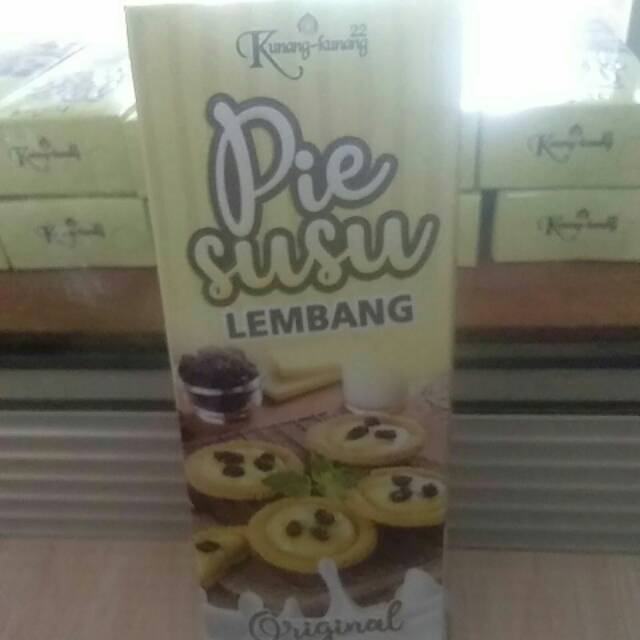 22
Kunang-kunang
Pie
susu
LEMBANG
Original